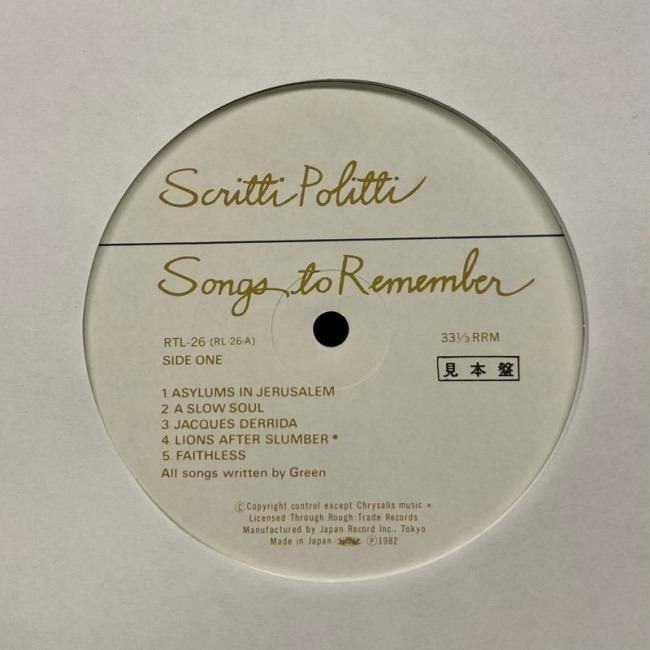 Scritti Politti
Songs to Remember
RTL-26 (RL-26-A)
33⅓ RRM
SIDE ONE
見本盤
1. ASYLUMS IN JERUSALEM
2. A SLOW SOUL
3. JACQUES DERRIDA
4. LIONS AFTER SLUMBER *
5. FAITHLESS
All songs written by Green
Ⓒ Copyright control except Chrysalis music *
Licensed Through Rough Trade Records
Manufactured by Japan Record Inc., Tokyo
Made in Japan Ⓟ 1982